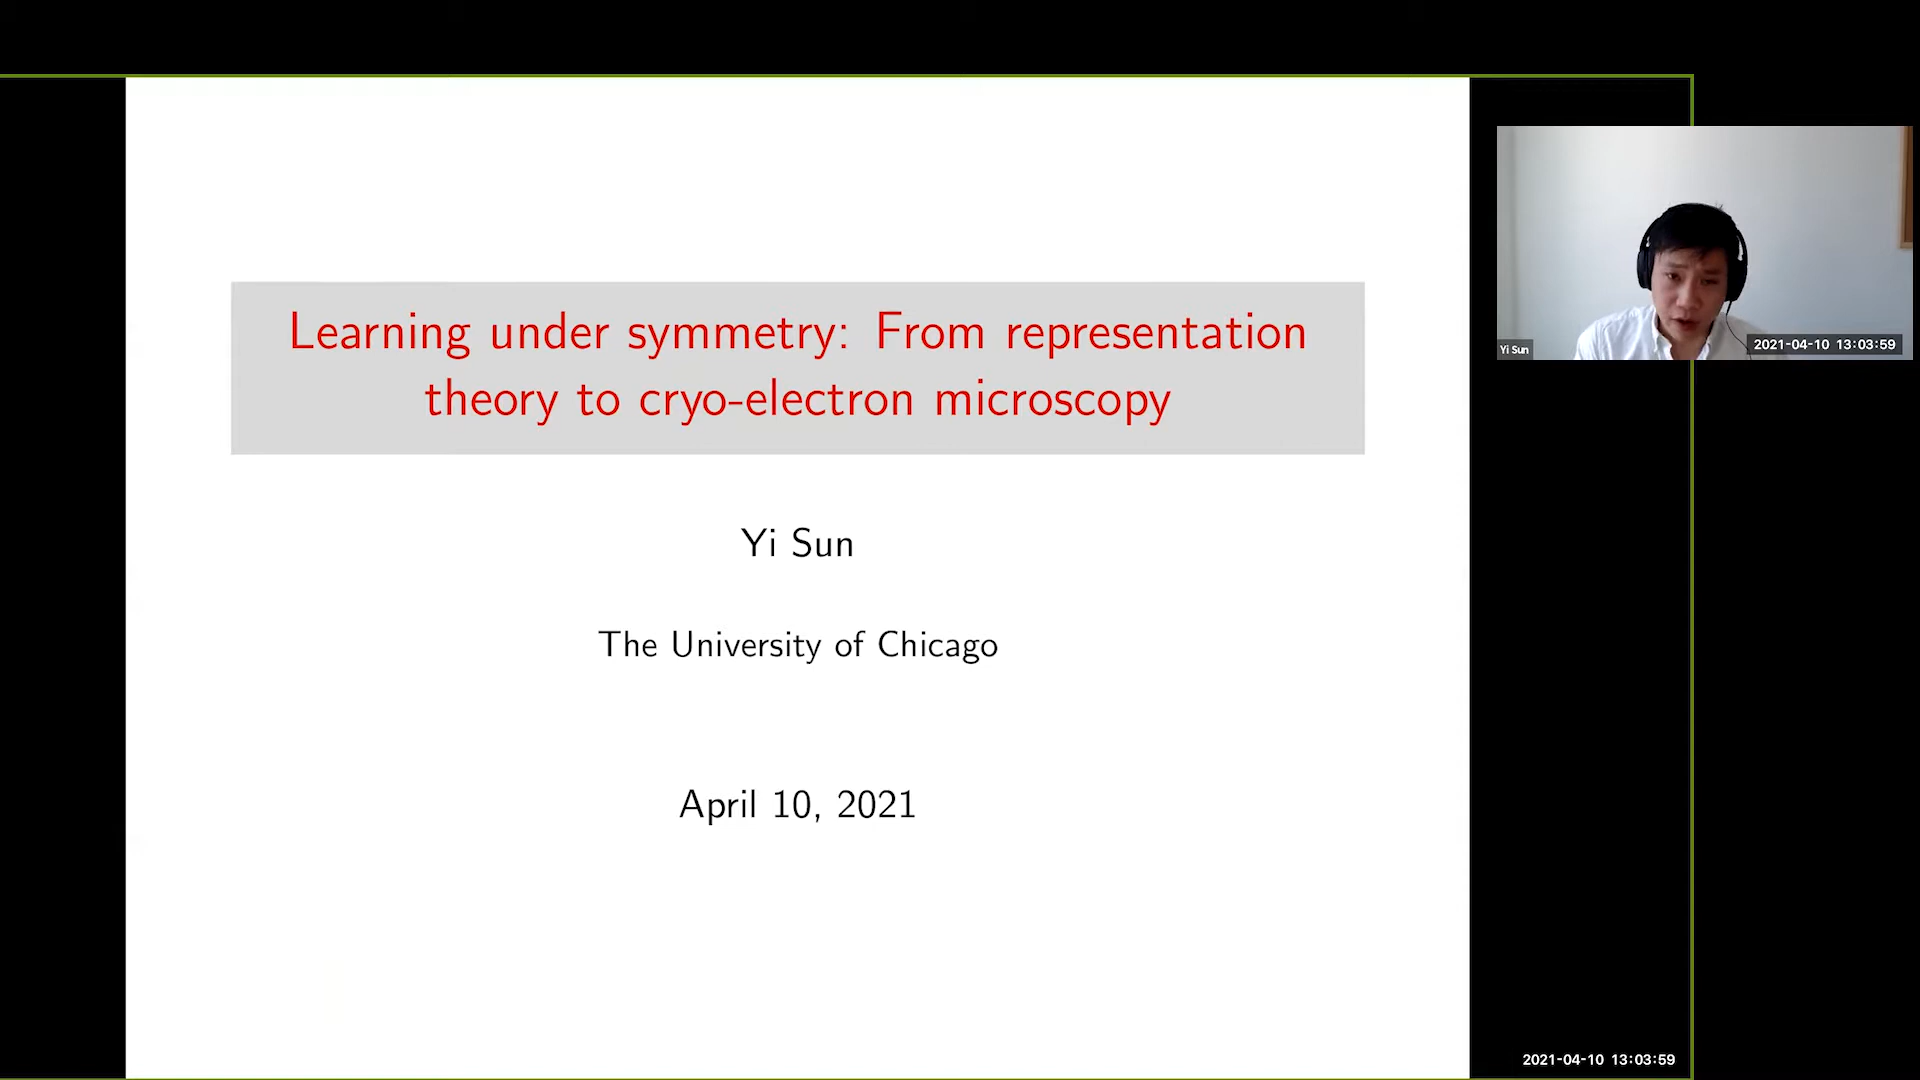 Learning under symmetry: From representation
theory to cryo-electron microscopy
Yi Sun
The University of Chicago
April 10, 2021
Yi Sun
2021-04-10 13:03:59
2021-04-10 13:03:59